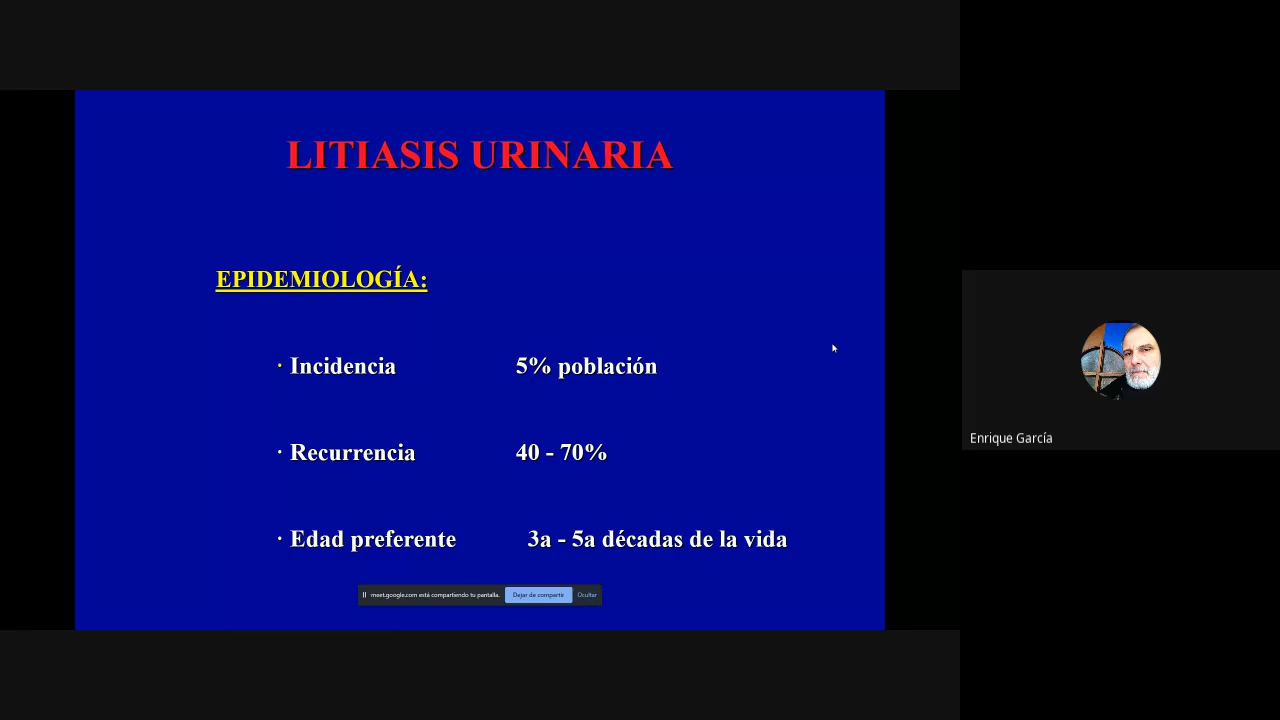 LITIASIS URINARIA
EPIDEMIOLOGÍA:
· Incidencia 5% población
· Recurrencia 40 - 70%
· Edad preferente 3a - 5a décadas de la vida
meet.google.com está compartiendo tu pantalla. Dejar de compartir Ocultar
Enrique García